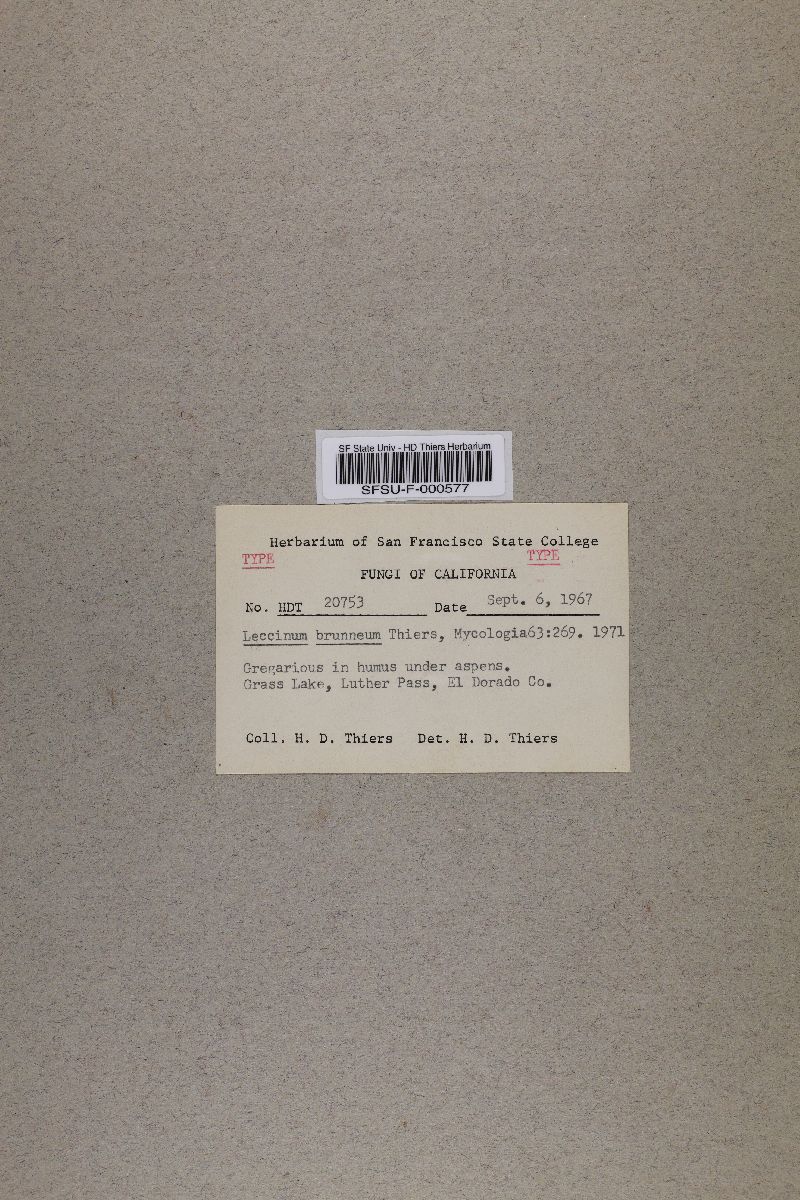 SF State Univ - HD Thiers Herbarium
SFSU-F-000577
Herbarium of San Francisco State College
TYPE TYPE
FUNGI OF CALIFORNIA
No. HDT 20753 Date Sept. 6, 1967
Leccinum brunneum Thiers, Mycologia63:269. 1971
Gregarious in humus under aspens.
Grass Lake, Luther Pass, El Dorado Co.
Coll. H. D. Thiers Det. H. D. Thiers